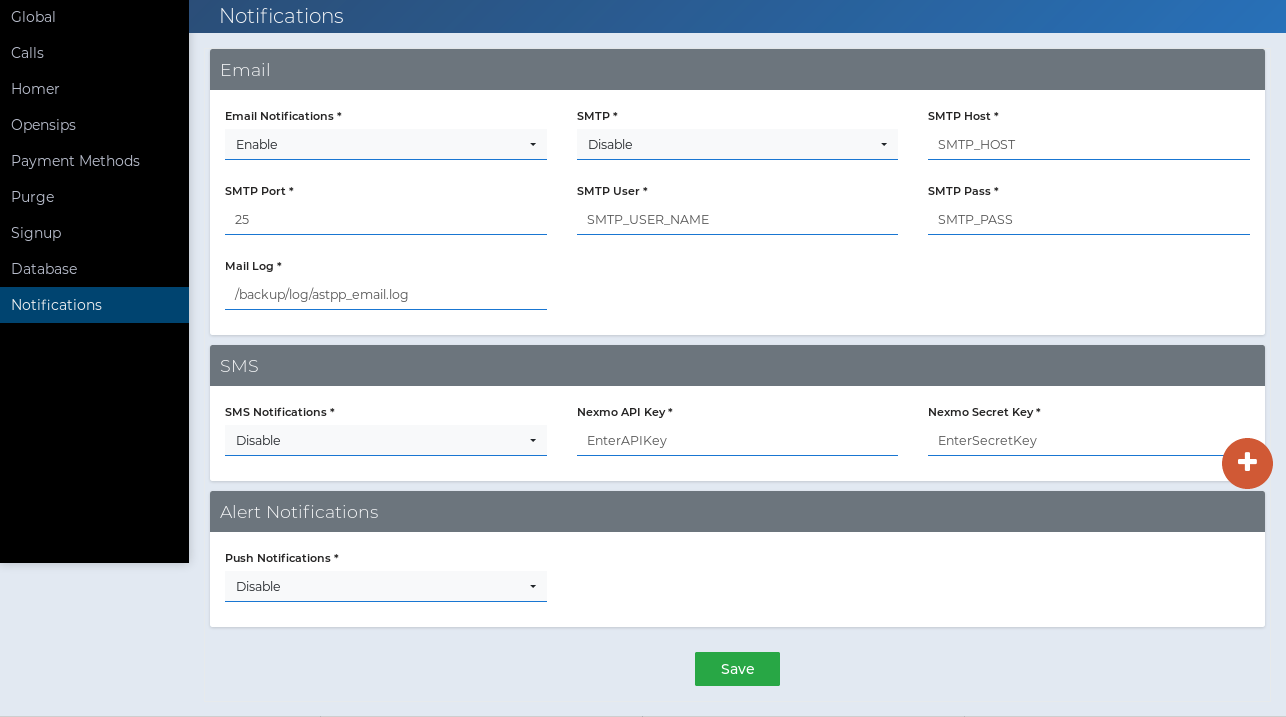 Global
Calls
Homer
Opensips
Payment Methods
Purge
Signup
Database
Notifications
Notifications
Email
Email Notifications *
SMTP *
SMTP Host *
Enable
Disable
SMTP_HOST
SMTP Port *
SMTP User *
SMTP Pass *
25
SMTP_USER_NAME
SMTP_PASS
Mail Log *
/backup/log/astpp_email.log
SMS
SMS Notifications *
Nexmo API Key *
Nexmo Secret Key *
Disable
EnterAPIKey
EnterSecretKey
Alert Notifications
Push Notifications *
Disable
Save